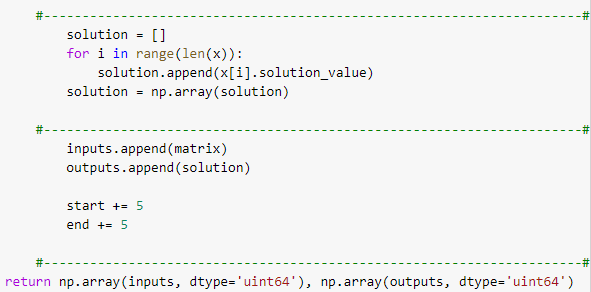 #----------------------------------------------------------------------#
solution = []
for i in range(len(x)):
    solution.append(x[i].solution_value)
solution = np.array(solution)
#----------------------------------------------------------------------#
inputs.append(matrix)
outputs.append(solution)
start += 5
end += 5
#----------------------------------------------------------------------#
return np.array(inputs, dtype='uint64'), np.array(outputs, dtype='uint64')